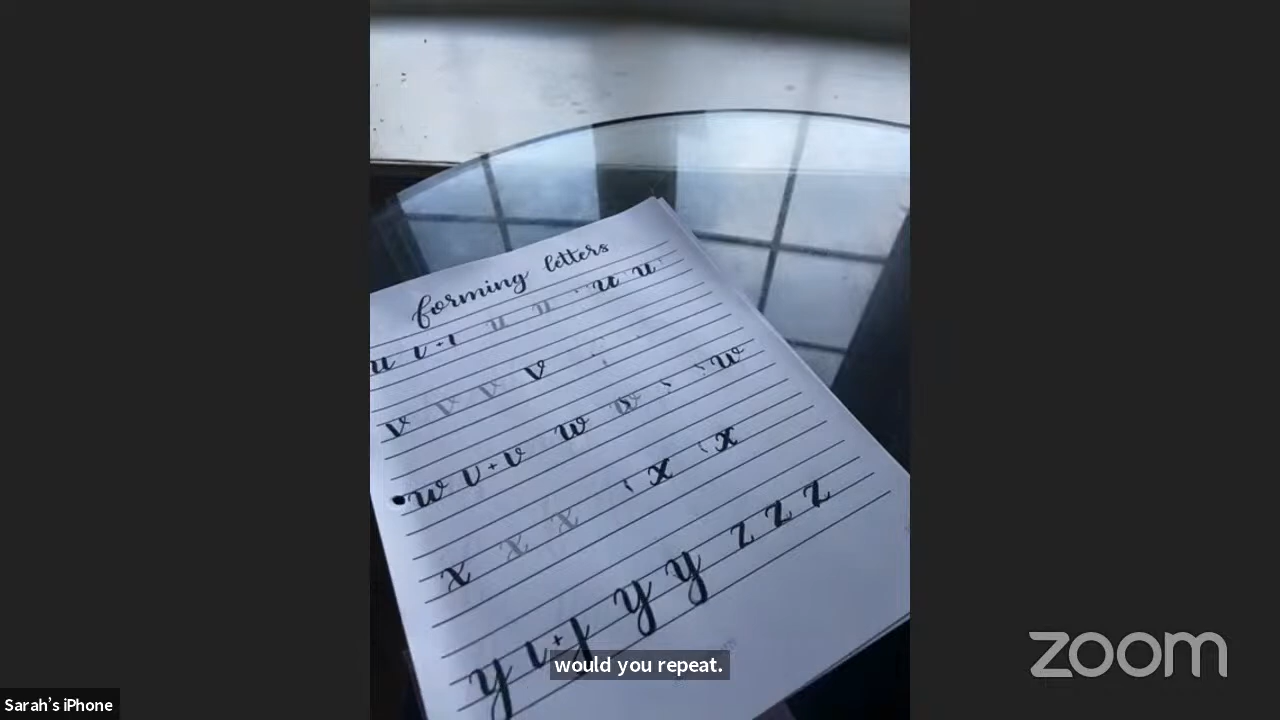 forming letters
u ι + ι u u u u
v v v v
w υ + v w w w
x x x x x
y ι + j y y z z z
would you repeat.
zoom
Sarah’s iPhone